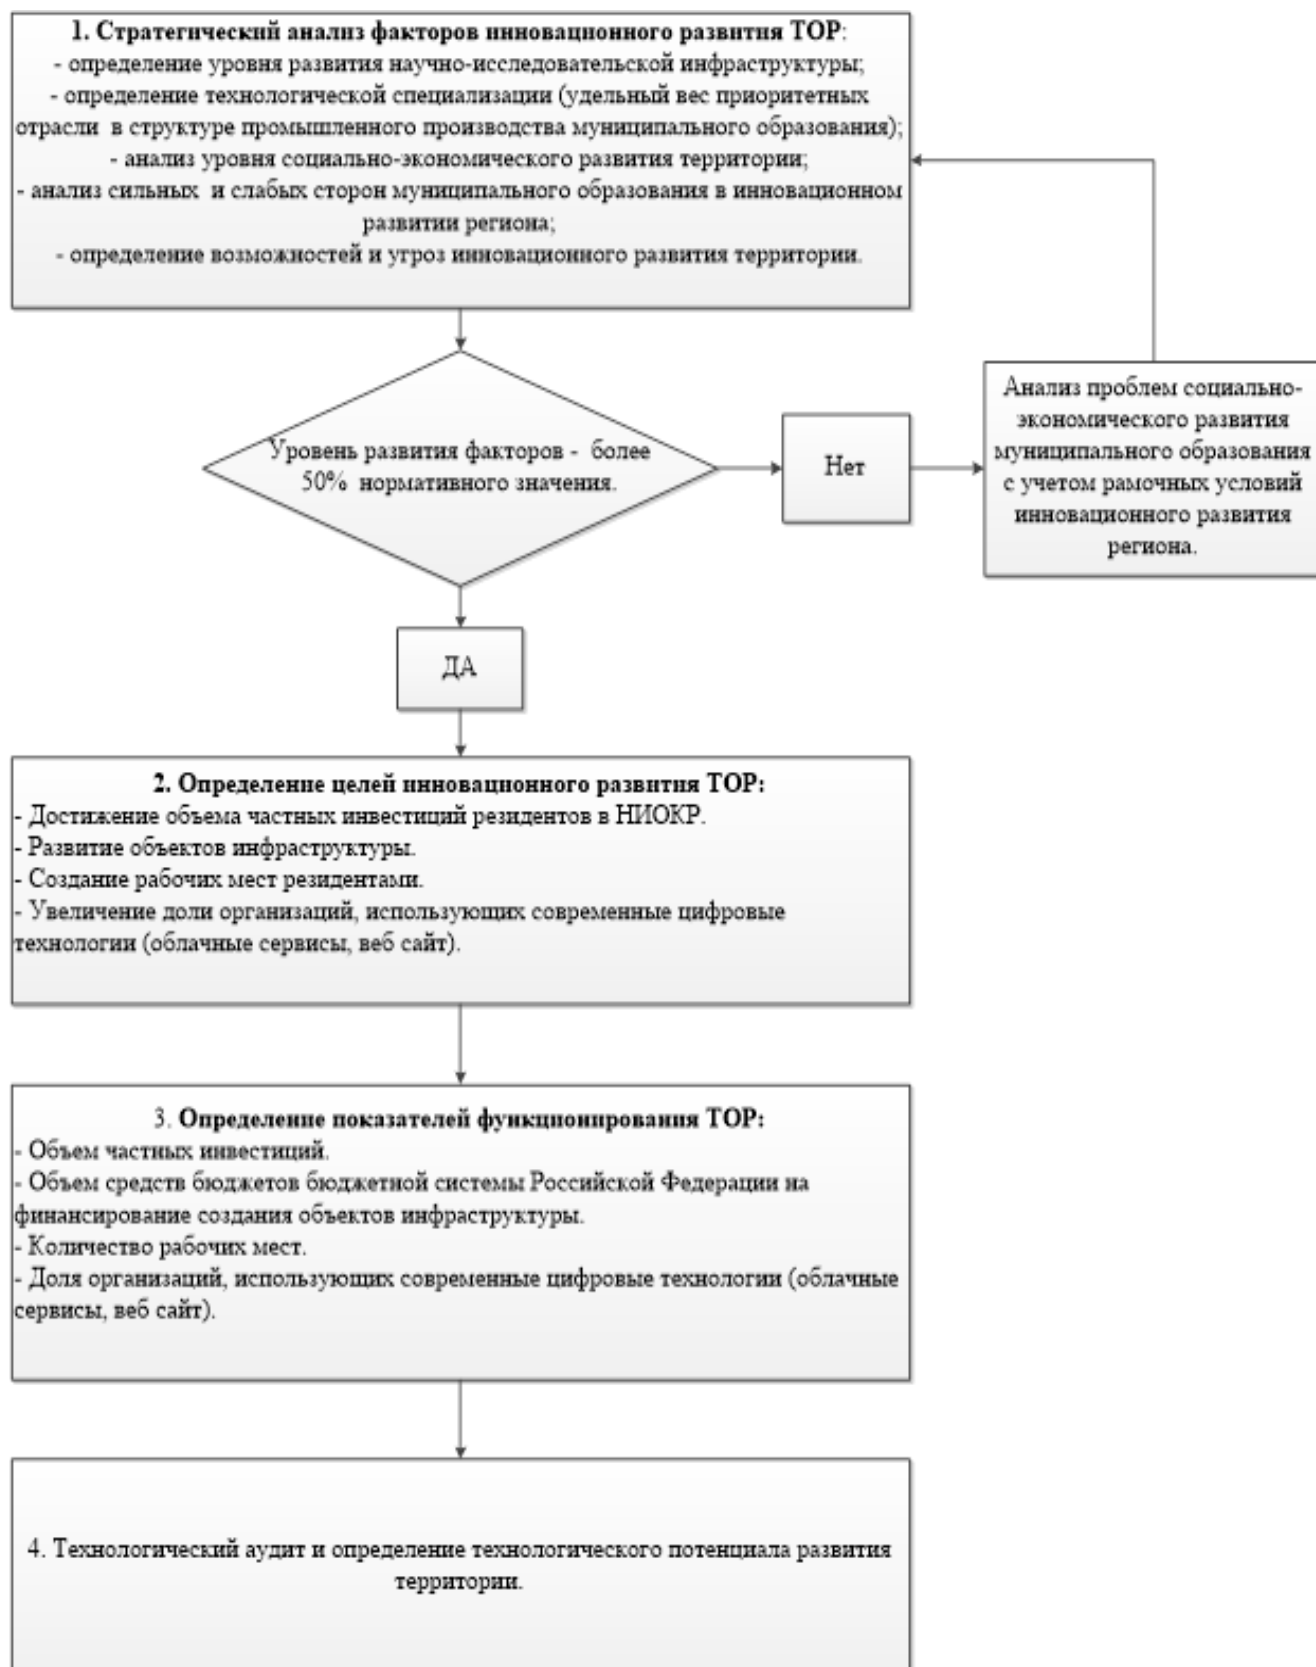 1. Стратегический анализ факторов инновационного развития ТОР:
- определение уровня развития научно-исследовательской инфраструктуры;
- определение технологической специализации (удельный вес приоритетных
отрасли в структуре промышленного производства муниципального образования);
- анализ уровня социально-экономического развития территории;
- анализ сильных и слабых сторон муниципального образования в инновационном
развитии региона;
- определение возможностей и угроз инновационного развития территории.
Уровень развития факторов - более
50% нормативного значения.
Нет
Анализ проблем социально-
экономического развития
муниципального образования
с учетом рамочных условий
инновационного развития
региона.
ДА
2. Определение целей инновационного развития ТОР:
- Достижение объема частных инвестиций резидентов в НИОКР.
- Развитие объектов инфраструктуры.
- Создание рабочих мест резидентами.
- Увеличение доли организаций, использующих современные цифровые
технологии (облачные сервисы, веб сайт).
3. Определение показателей функционирования ТОР:
- Объем частных инвестиций.
- Объем средств бюджетов бюджетной системы Российской Федерации на
финансирование создания объектов инфраструктуры.
- Количество рабочих мест.
- Доля организаций, использующих современные цифровые технологии (облачные
сервисы, веб сайт).
4. Технологический аудит и определение технологического потенциала развития
территории.